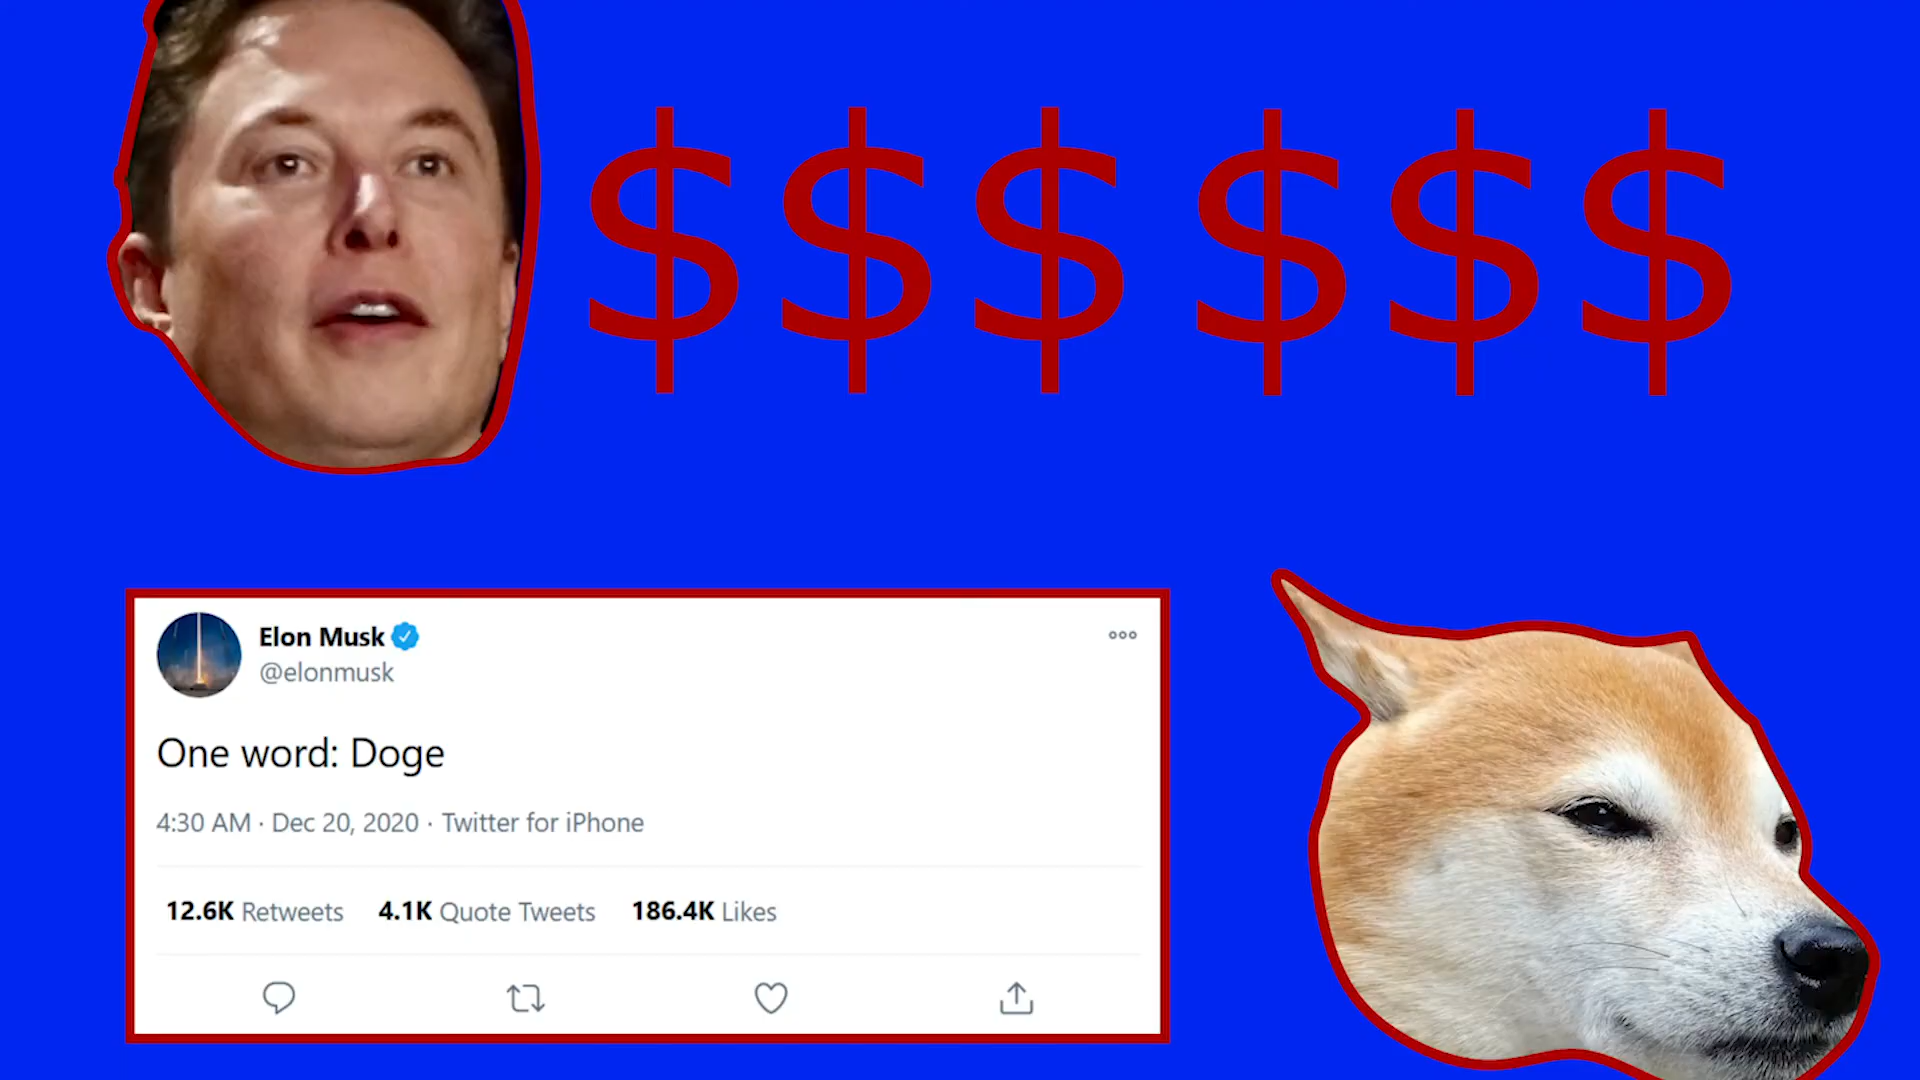 $$$ $$$
Elon Musk
@elonmusk
One word: Doge
4:30 AM · Dec 20, 2020 · Twitter for iPhone
12.6K Retweets 4.1K Quote Tweets 186.4K Likes